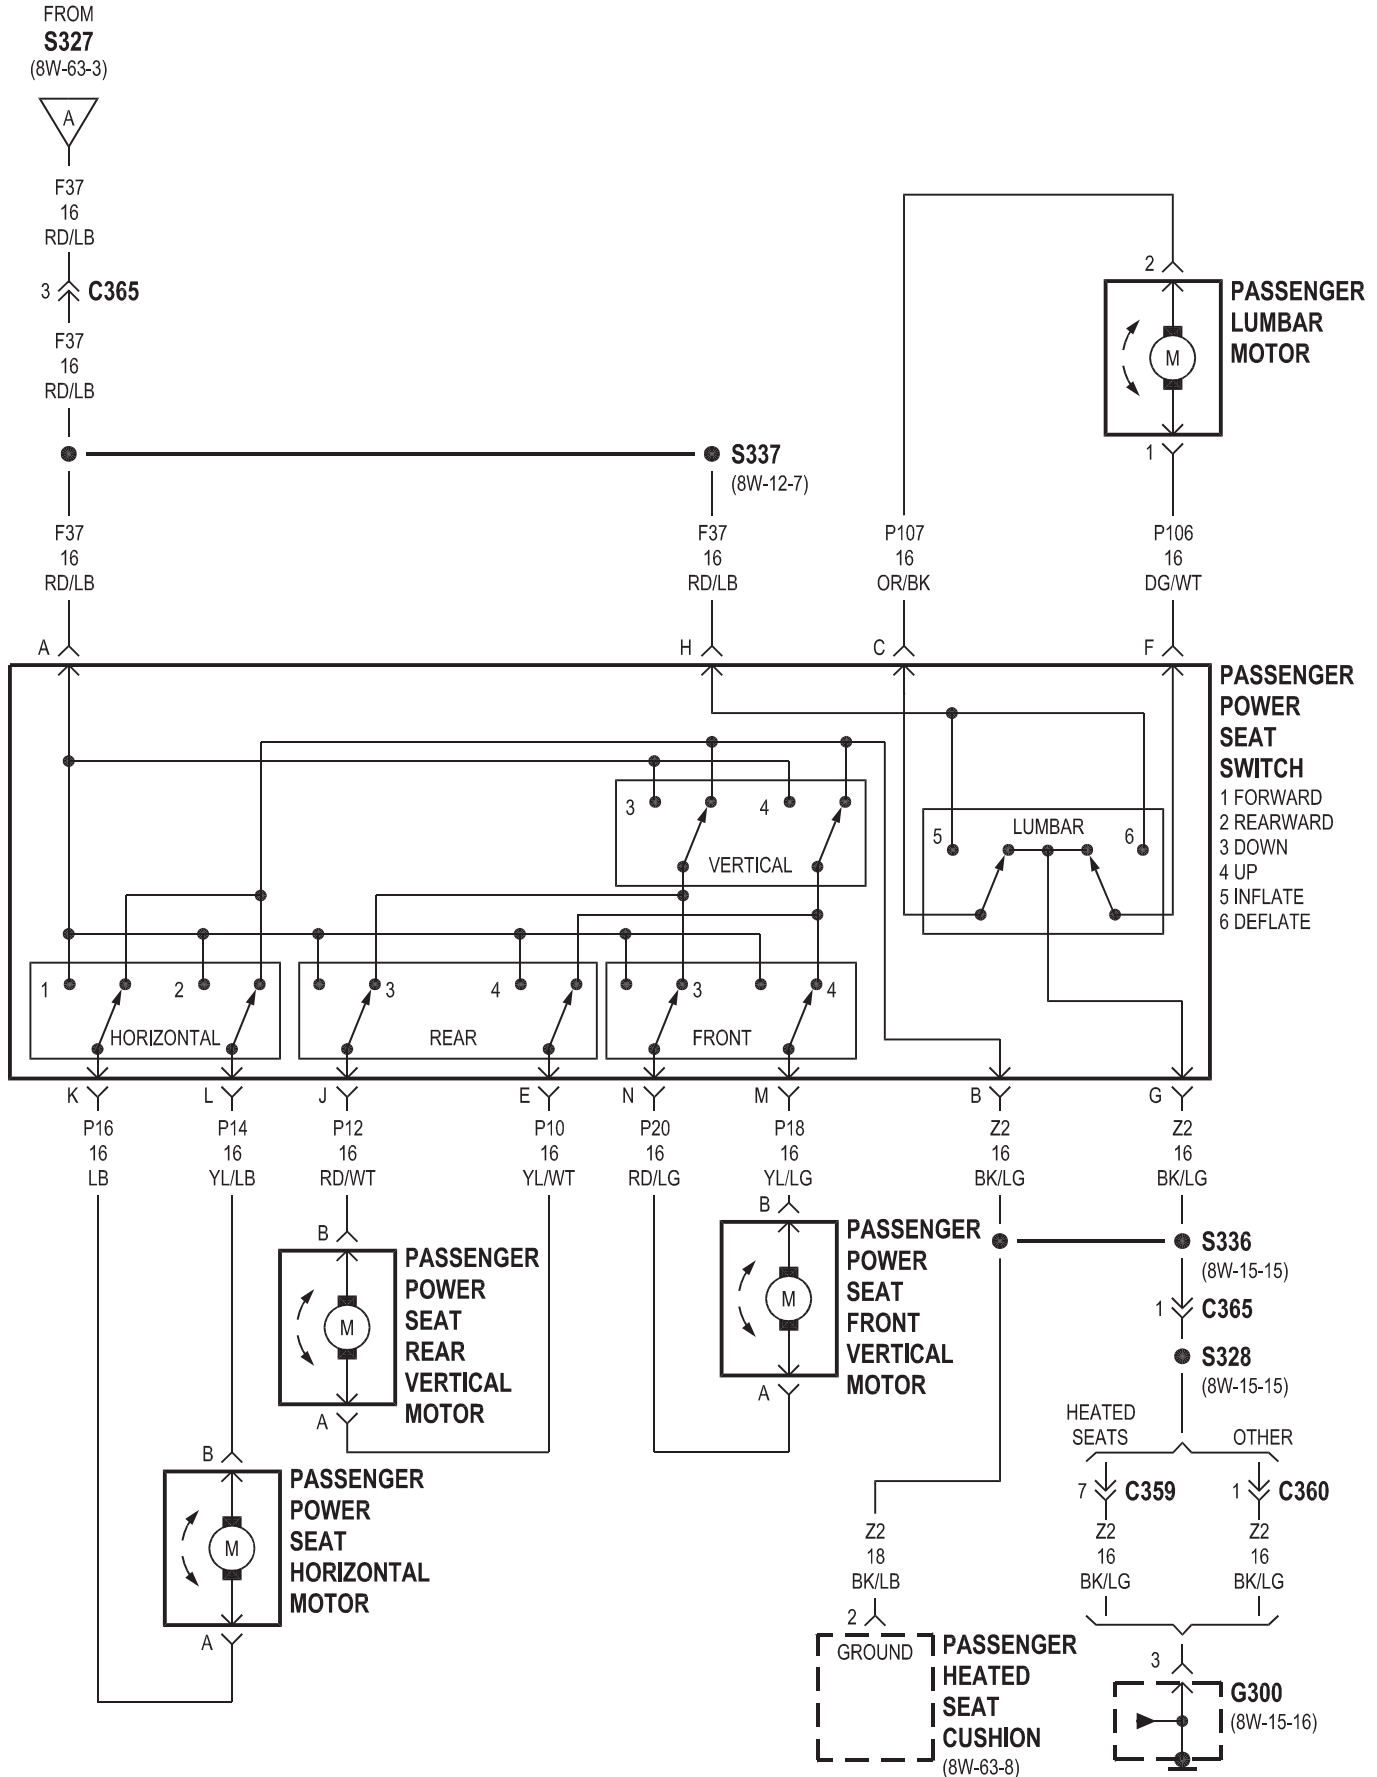 FROM
S327
(8W-63-3)
A
F37
16
RD/LB
3 C365
F37
16
RD/LB
2
PASSENGER
LUMBAR
MOTOR
M
1
S337
(8W-12-7)
F37
16
RD/LB
F37
16
RD/LB
P107
16
OR/BK
P106
16
DG/WT
A
H
C
F
PASSENGER
POWER
SEAT
SWITCH
1 FORWARD
2 REARWARD
3 DOWN
4 UP
5 INFLATE
6 DEFLATE
3
4
VERTICAL
5
LUMBAR
6
1
2
HORIZONTAL
3
4
REAR
3
4
FRONT
K
L
J
E
N
M
B
G
P16
16
LB
P14
16
YL/LB
P12
16
RD/WT
P10
16
YL/WT
P20
16
RD/LG
P18
16
YL/LG
Z2
16
BK/LG
Z2
16
BK/LG
B
PASSENGER
POWER
SEAT
REAR
VERTICAL
MOTOR
M
A
B
PASSENGER
POWER
SEAT
FRONT
VERTICAL
MOTOR
M
A
S336
(8W-15-15)
1 C365
S328
(8W-15-15)
HEATED
SEATS
OTHER
7 C359
1 C360
B
PASSENGER
POWER
SEAT
HORIZONTAL
MOTOR
M
A
Z2
18
BK/LB
Z2
16
BK/LG
Z2
16
BK/LG
2
GROUND
PASSENGER
HEATED
SEAT
CUSHION
(8W-63-8)
3
G300
(8W-15-16)